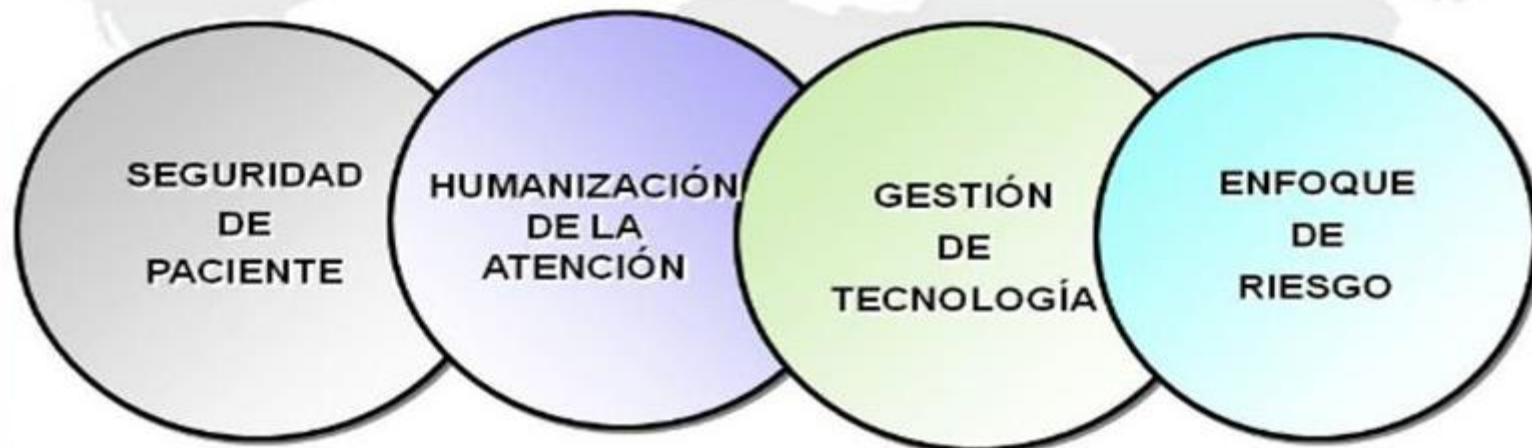 SEGURIDAD
DE
PACIENTE
HUMANIZACIÓN
DE LA
ATENCIÓN
GESTIÓN
DE
TECNOLOGÍA
ENFOQUE
DE
RIESGO